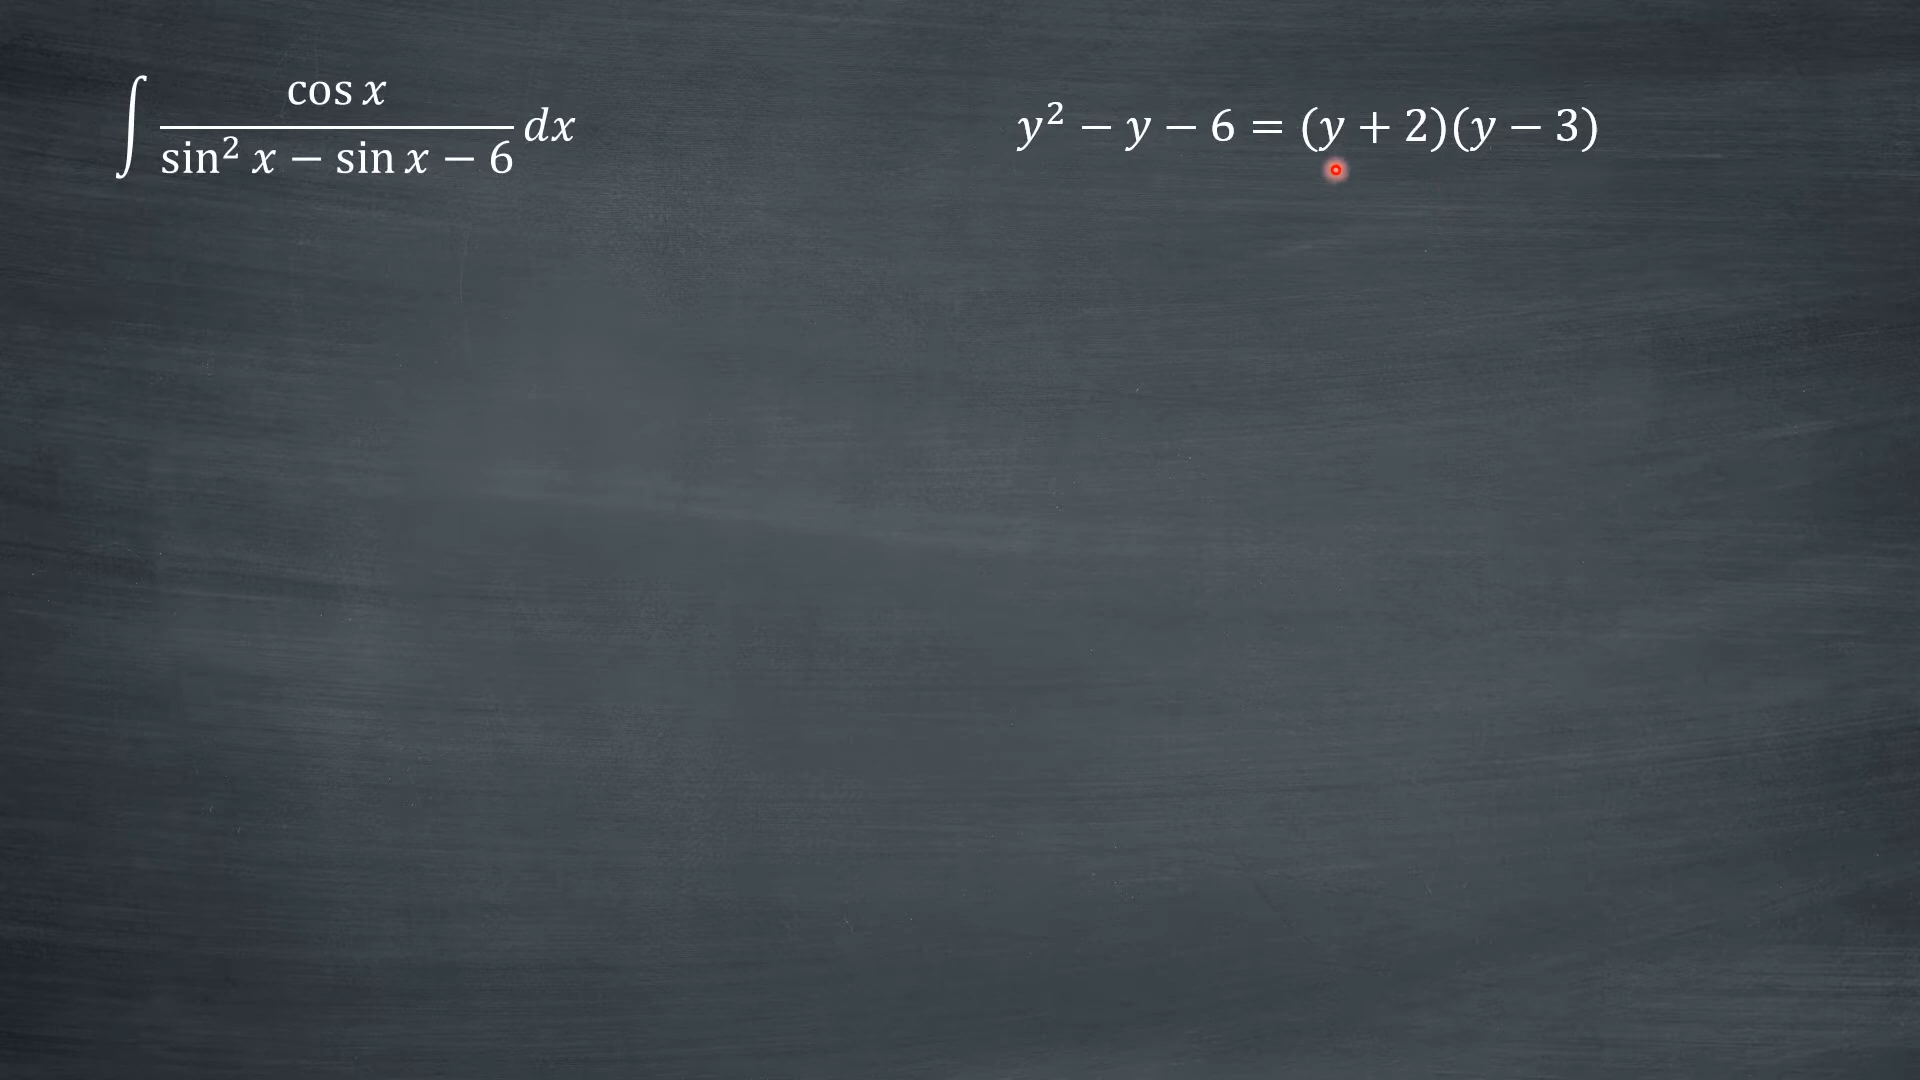 ∫ cos x / (sin² x − sin x − 6) dx
y² − y − 6 = (y + 2)(y − 3)